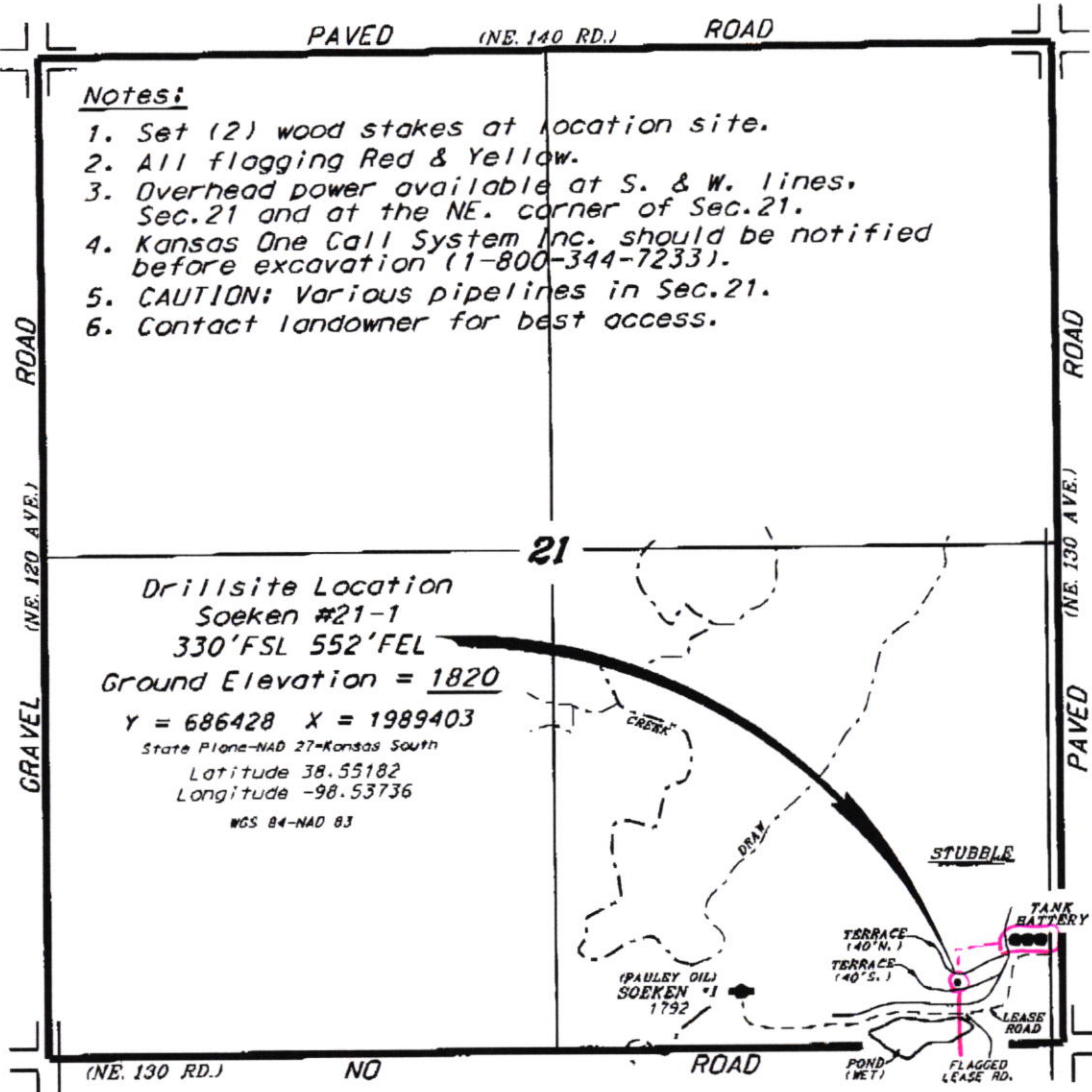 PAVED (NE. 140 RD.) ROAD
Notes:
1. Set (2) wood stakes at location site.
2. All flagging Red & Yellow.
3. Overhead power available at S. & W. lines,
Sec.21 and at the NE. corner of Sec.21.
4. Kansas One Call System Inc. should be notified
before excavation (1-800-344-7233).
5. CAUTION: Various pipelines in Sec.21.
6. Contact landowner for best access.
ROAD
(NE. 120 AVE.)
GRAVEL
ROAD
(NE. 130 AVE.)
PAVED
21
Drillsite Location
Soeken #21-1
330'FSL 552'FEL
Ground Elevation = 1820
Y = 686428 X = 1989403
State Plane-NAD 27-Kansas South
Latitude 38.55182
Longitude -98.53736
WGS 84-NAD 83
CREEK
DRAW
STUBBLE
TANK
BATTERY
TERRACE
(40'N.)
TERRACE
(40'S.)
(PAULEY OIL)
SOEKEN #1
1792
LEASE
ROAD
POND
(WET)
FLAGGED
LEASE RD.
(NE. 130 RD.) NO ROAD